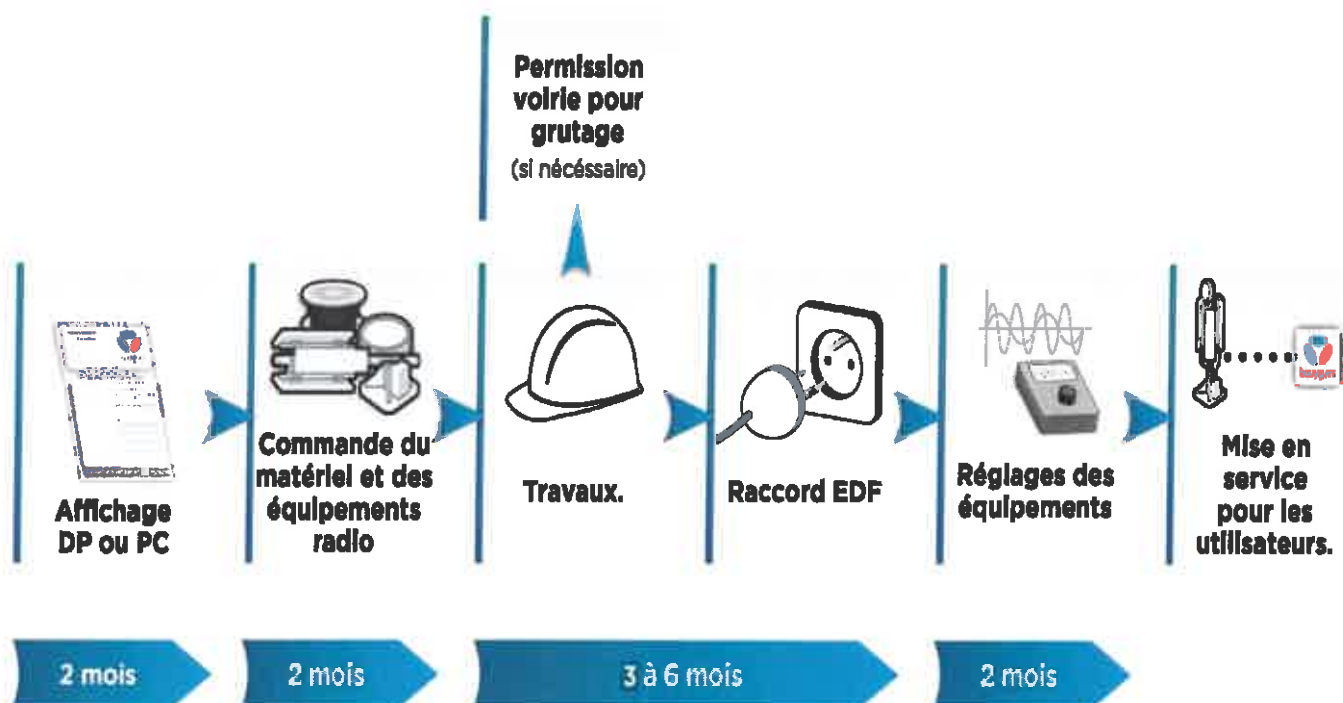 Permission
voirie pour
grutage
(si nécéssaire)
Affichage
DP ou PC
Commande du
matériel et des
équipements
radio
Travaux.
Raccord EDF
Réglages des
équipements
bouygues
Mise en
service
pour les
utilisateurs.
2 mois
2 mois
3 à 6 mois
2 mois